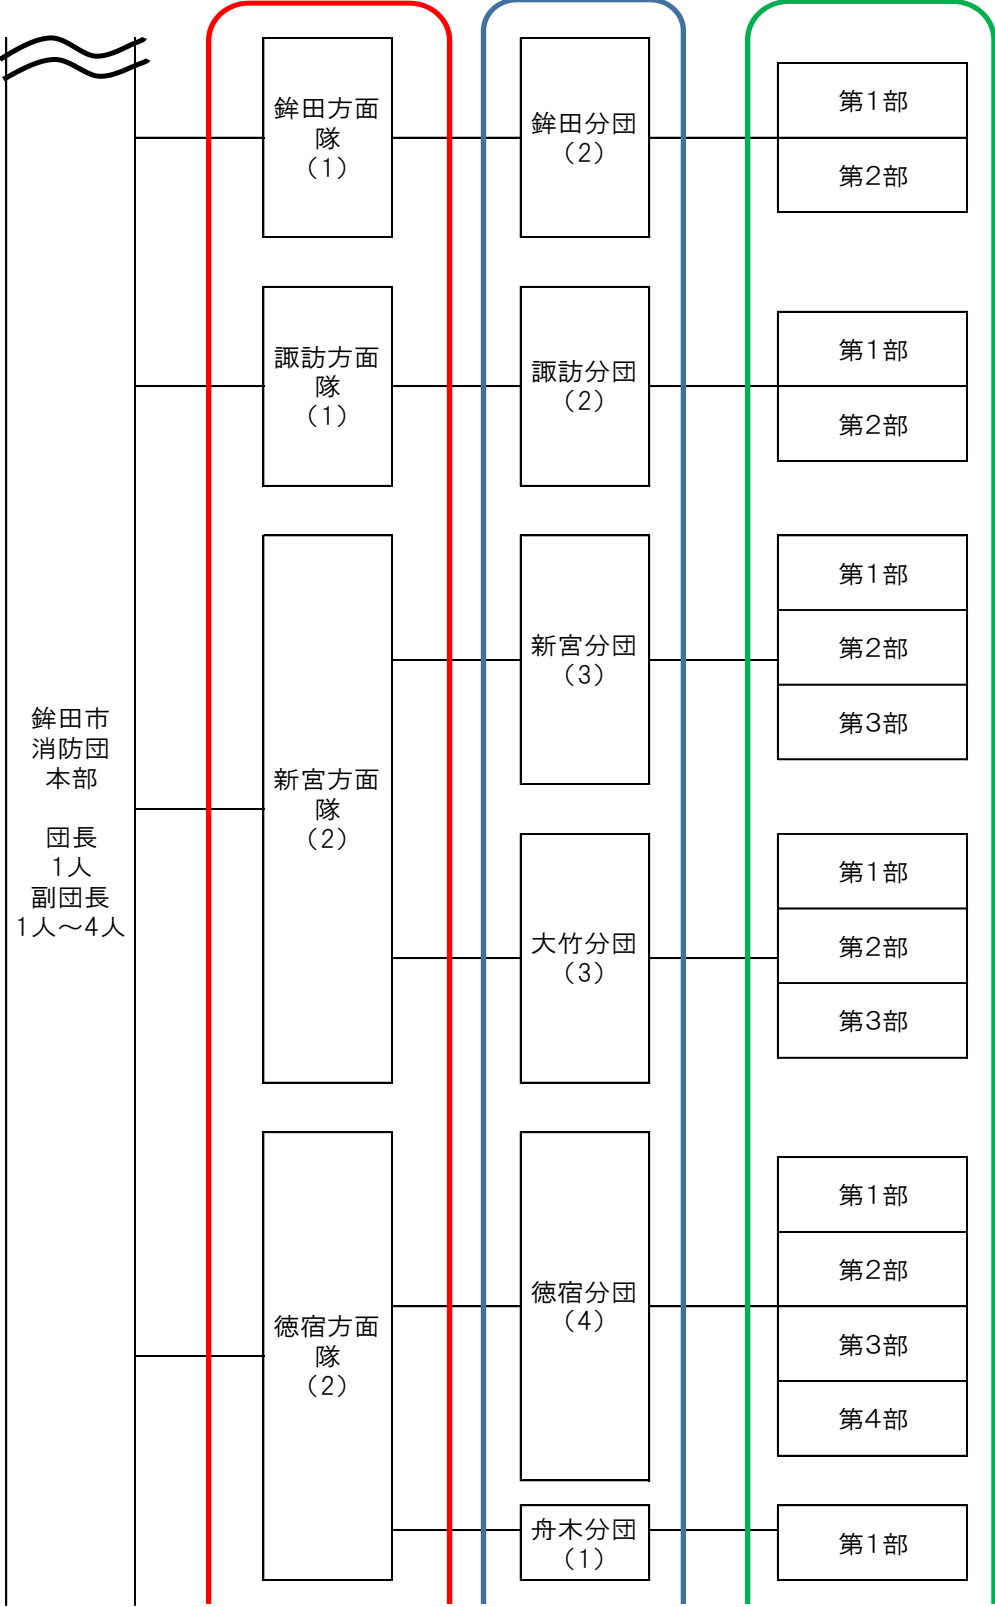 鉾田市
消防団
本部
団長
1人
副団長
1人～4人
鉾田方面
隊
（1）
鉾田分団
（2）
第1部
第2部
諏訪方面
隊
（1）
諏訪分団
（2）
第1部
第2部
新宮方面
隊
（2）
新宮分団
（3）
第1部
第2部
第3部
大竹分団
（3）
第1部
第2部
第3部
徳宿方面
隊
（2）
徳宿分団
（4）
第1部
第2部
第3部
第4部
舟木分団
（1）
第1部